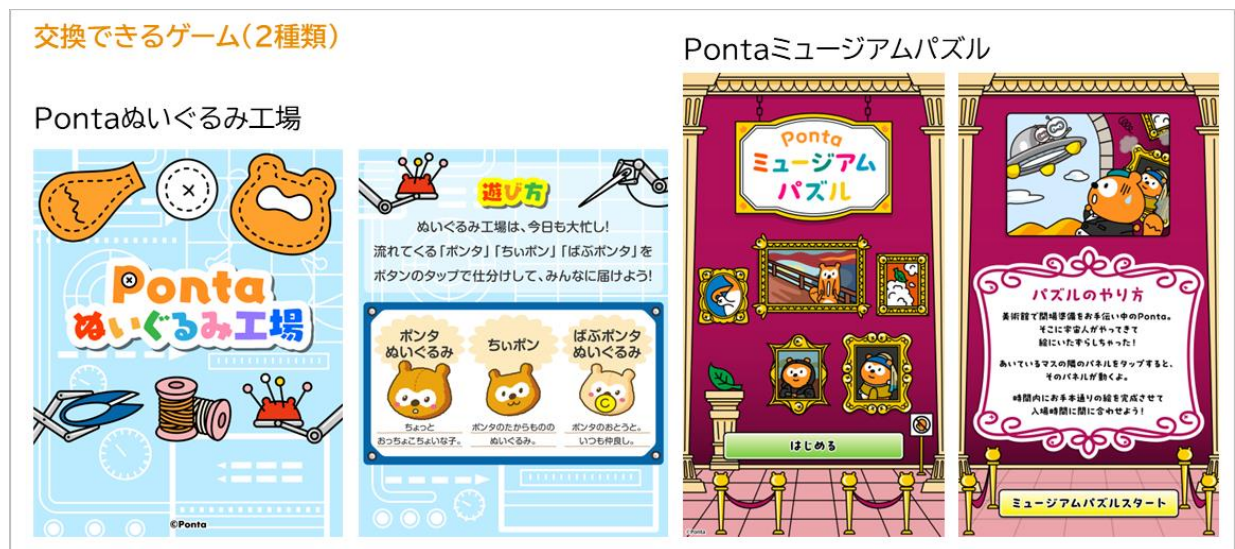 交換できるゲーム(2種類)
Pontaぬいぐるみ工場
Ponta
ぬいぐるみ工場
©Ponta
遊び方
ぬいぐるみ工場は、今日も大忙し!
流れてくる「ポンタ」「ちぃポン」「ばぶポンタ」を
ボタンのタップで仕分けして、みんなに届けよう!
ポンタ
ぬいぐるみ
ちょっと
おっちょこちょいな子。
ちぃポン
ポンタのたからものの
ぬいぐるみ。
ばぶポンタ
ぬいぐるみ
C
ポンタのおとうと。
いつも仲良し。
Pontaミュージアムパズル
Ponta
ミュージアム
パズル
はじめる
©Ponta
パズルのやり方
美術館で開場準備をお手伝い中のPonta。
そこに宇宙人がやってきて
絵にいたずらしちゃった!
あいているマスの隣のパネルをタップすると、
そのパネルが動くよ。
時間内にお手本通りの絵を完成させて
入場時間に間に合わせよう!
ミュージアムパズルスタート